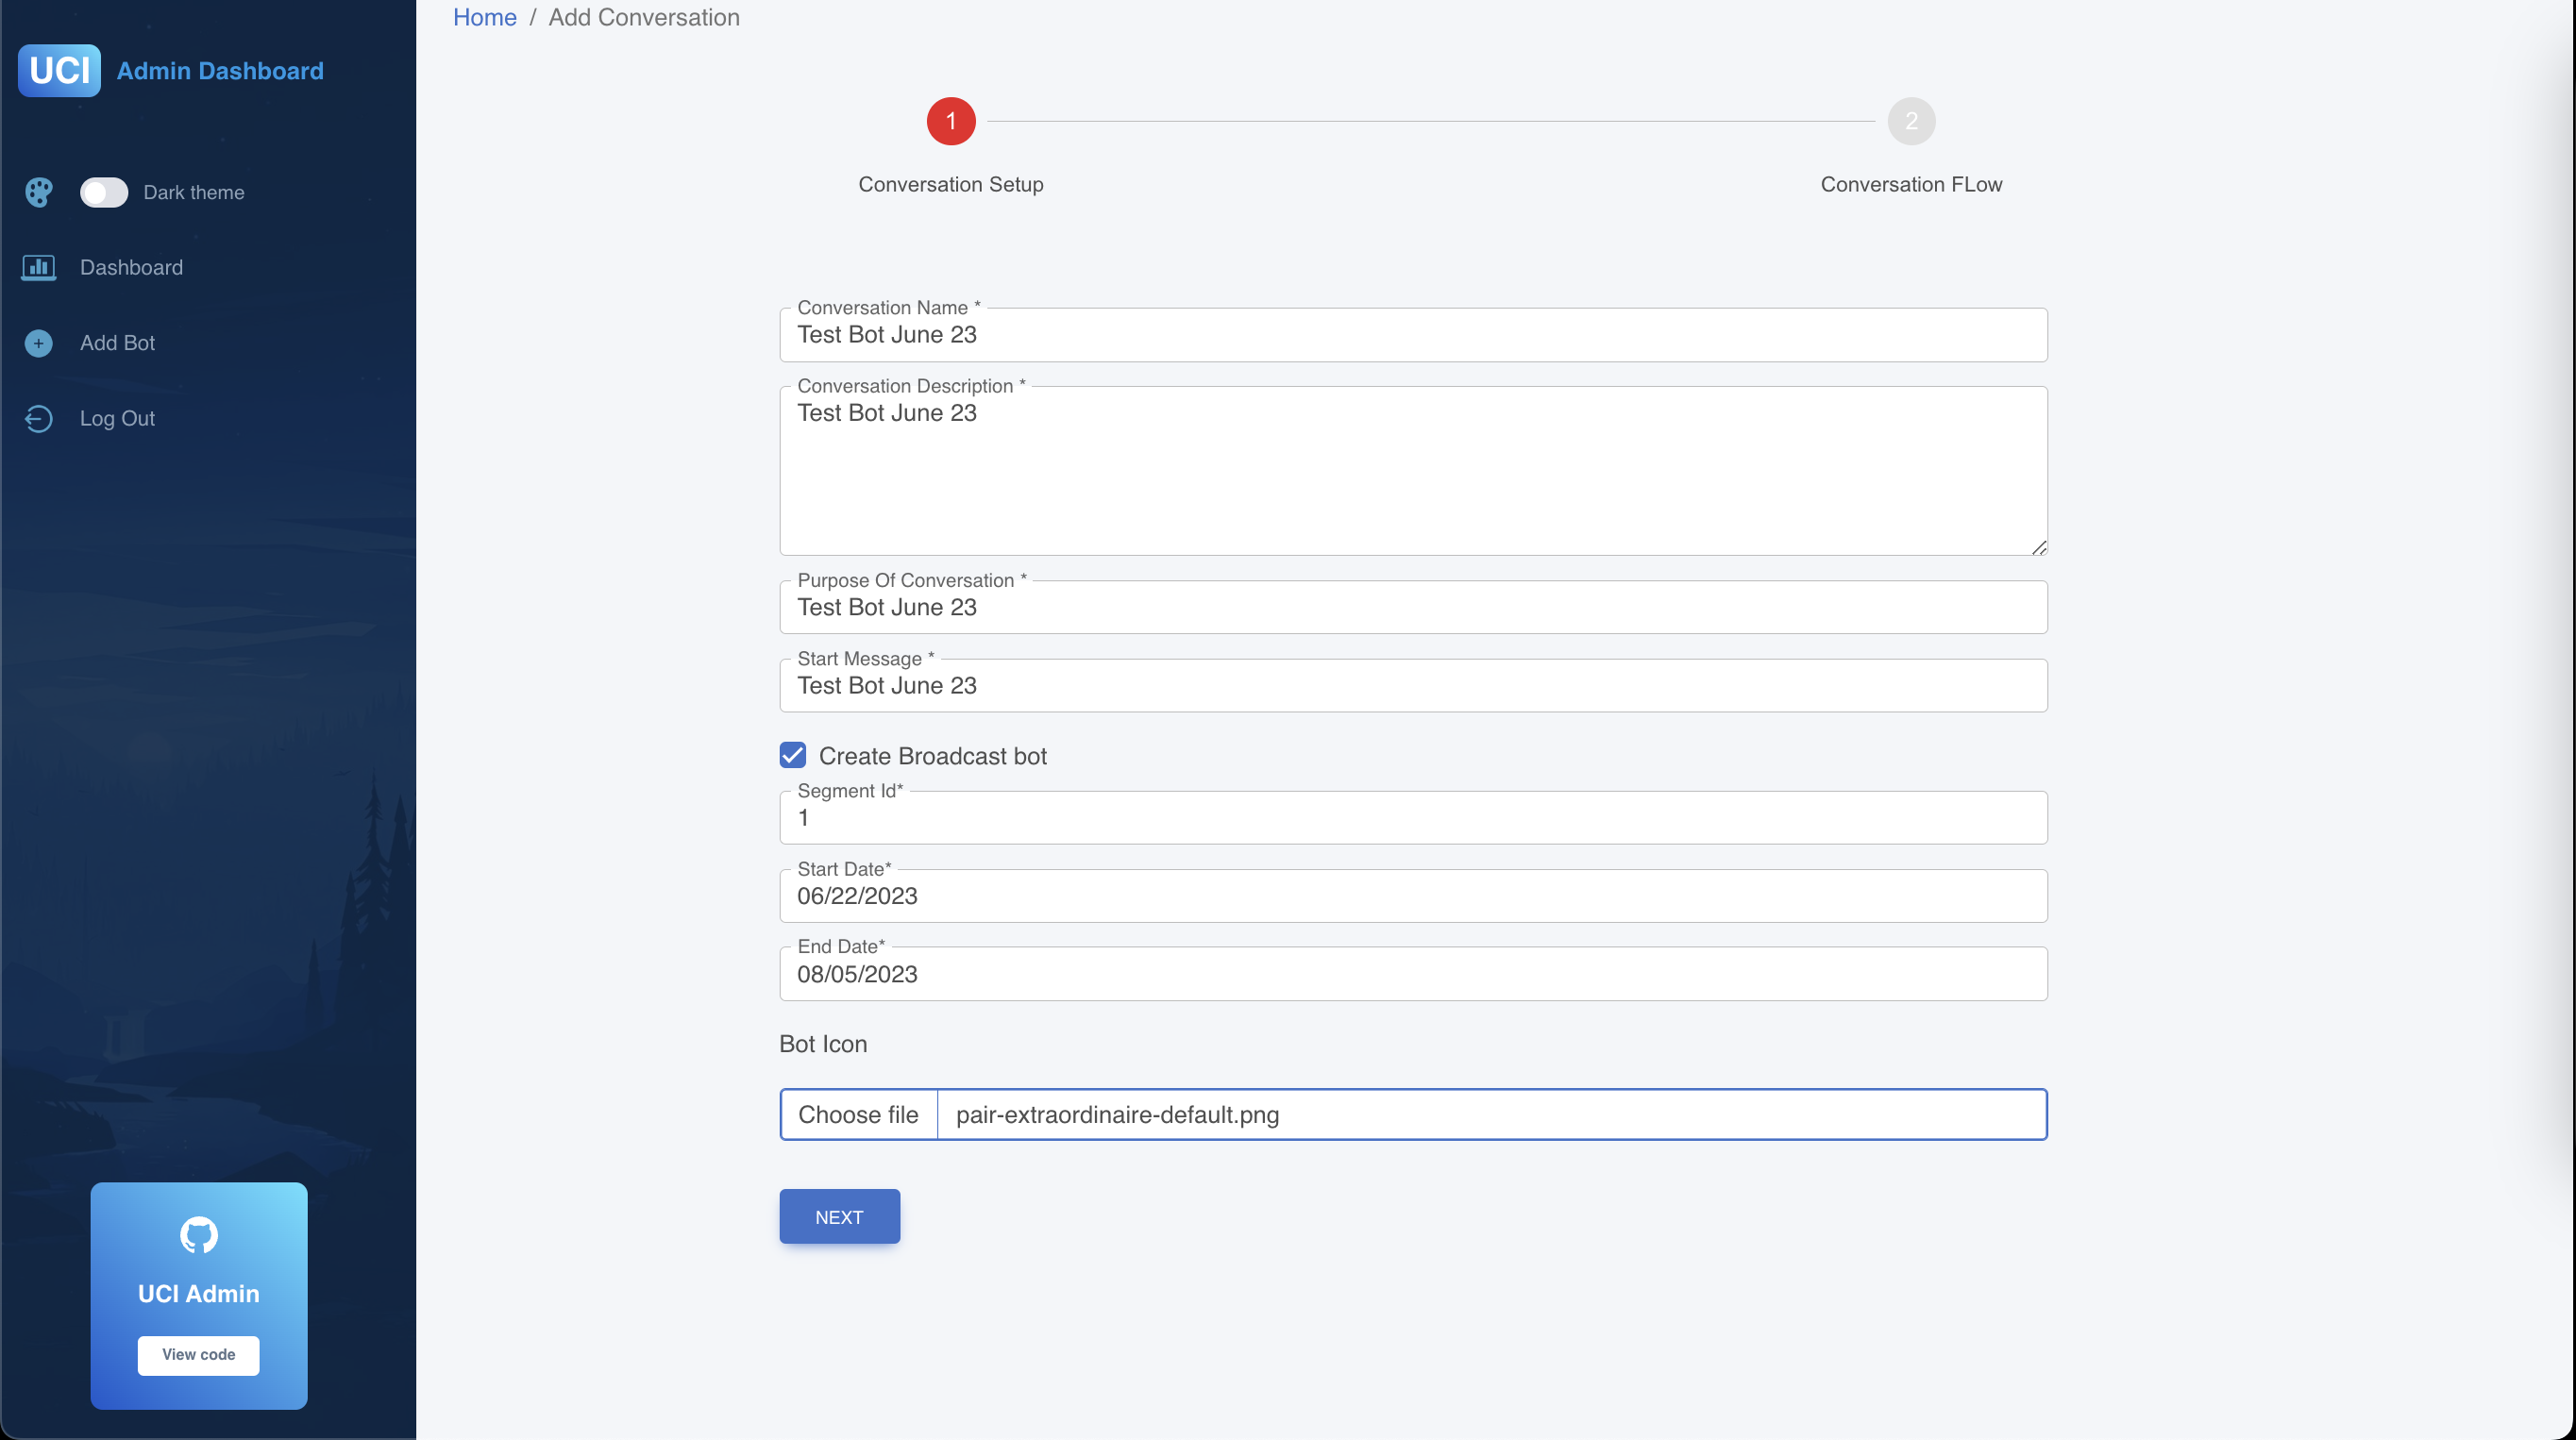 UCI Admin Dashboard
Dark theme
Dashboard
Add Bot
Log Out
UCI Admin
View code
Home / Add Conversation
1
2
Conversation Setup
Conversation FLow
Conversation Name *
Test Bot June 23
Conversation Description *
Test Bot June 23
Purpose Of Conversation *
Test Bot June 23
Start Message *
Test Bot June 23
Create Broadcast bot
Segment Id*
1
Start Date*
06/22/2023
End Date*
08/05/2023
Bot Icon
Choose file pair-extraordinaire-default.png
NEXT